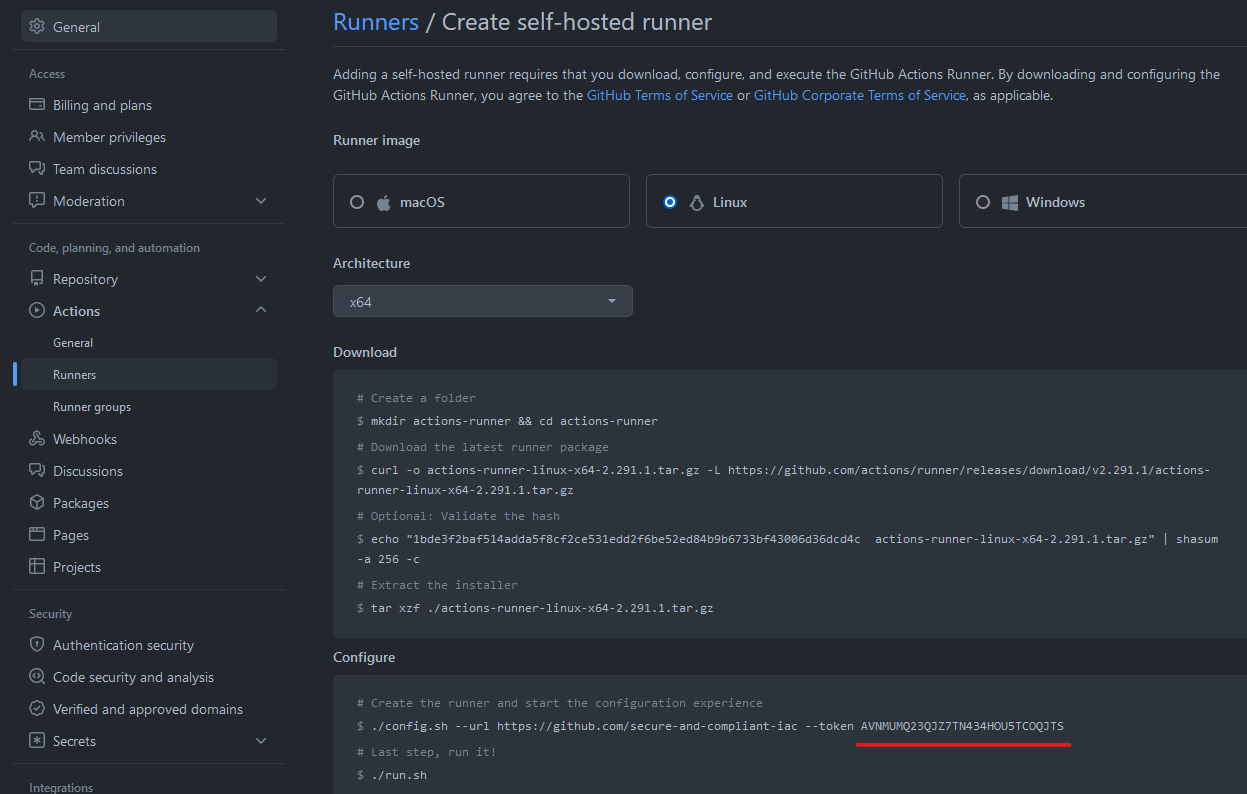 General
Access
Billing and plans
Member privileges
Team discussions
Moderation
Code, planning, and automation
Repository
Actions
General
Runners
Runner groups
Webhooks
Discussions
Packages
Pages
Projects
Security
Authentication security
Code security and analysis
Verified and approved domains
Secrets
Integrations
Runners / Create self-hosted runner
Adding a self-hosted runner requires that you download, configure, and execute the GitHub Actions Runner. By downloading and configuring the
GitHub Actions Runner, you agree to the GitHub Terms of Service or GitHub Corporate Terms of Service, as applicable.
Runner image
macOS
Linux
Windows
Architecture
x64
Download
# Create a folder
$ mkdir actions-runner && cd actions-runner
# Download the latest runner package
$ curl -o actions-runner-linux-x64-2.291.1.tar.gz -L https://github.com/actions/runner/releases/download/v2.291.1/actions-
runner-linux-x64-2.291.1.tar.gz
# Optional: Validate the hash
$ echo "1bde3f2baf514adda5f8cf2ce531edd2f6be52ed84b9b6733bf43006d36dcd4c  actions-runner-linux-x64-2.291.1.tar.gz" | shasum
-a 256 -c
# Extract the installer
$ tar xzf ./actions-runner-linux-x64-2.291.1.tar.gz
Configure
# Create the runner and start the configuration experience
$ ./config.sh --url https://github.com/secure-and-compliant-iac --token AVNMUMQ23QJZ7TN434HOU5TCOQJTS
# Last step, run it!
$ ./run.sh